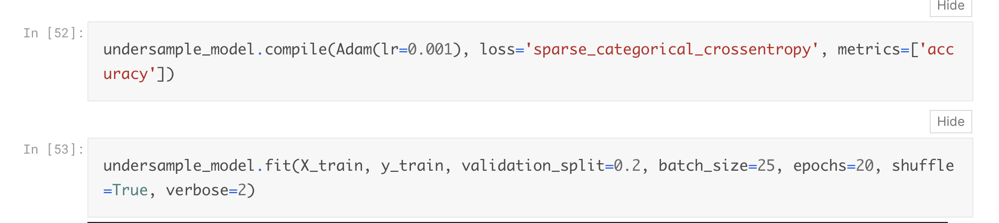 Hide
In [52]:
undersample_model.compile(Adam(lr=0.001), loss='sparse_categorical_crossentropy', metrics=['acc
uracy'])
Hide
In [53]:
undersample_model.fit(X_train, y_train, validation_split=0.2, batch_size=25, epochs=20, shuffle
=True, verbose=2)